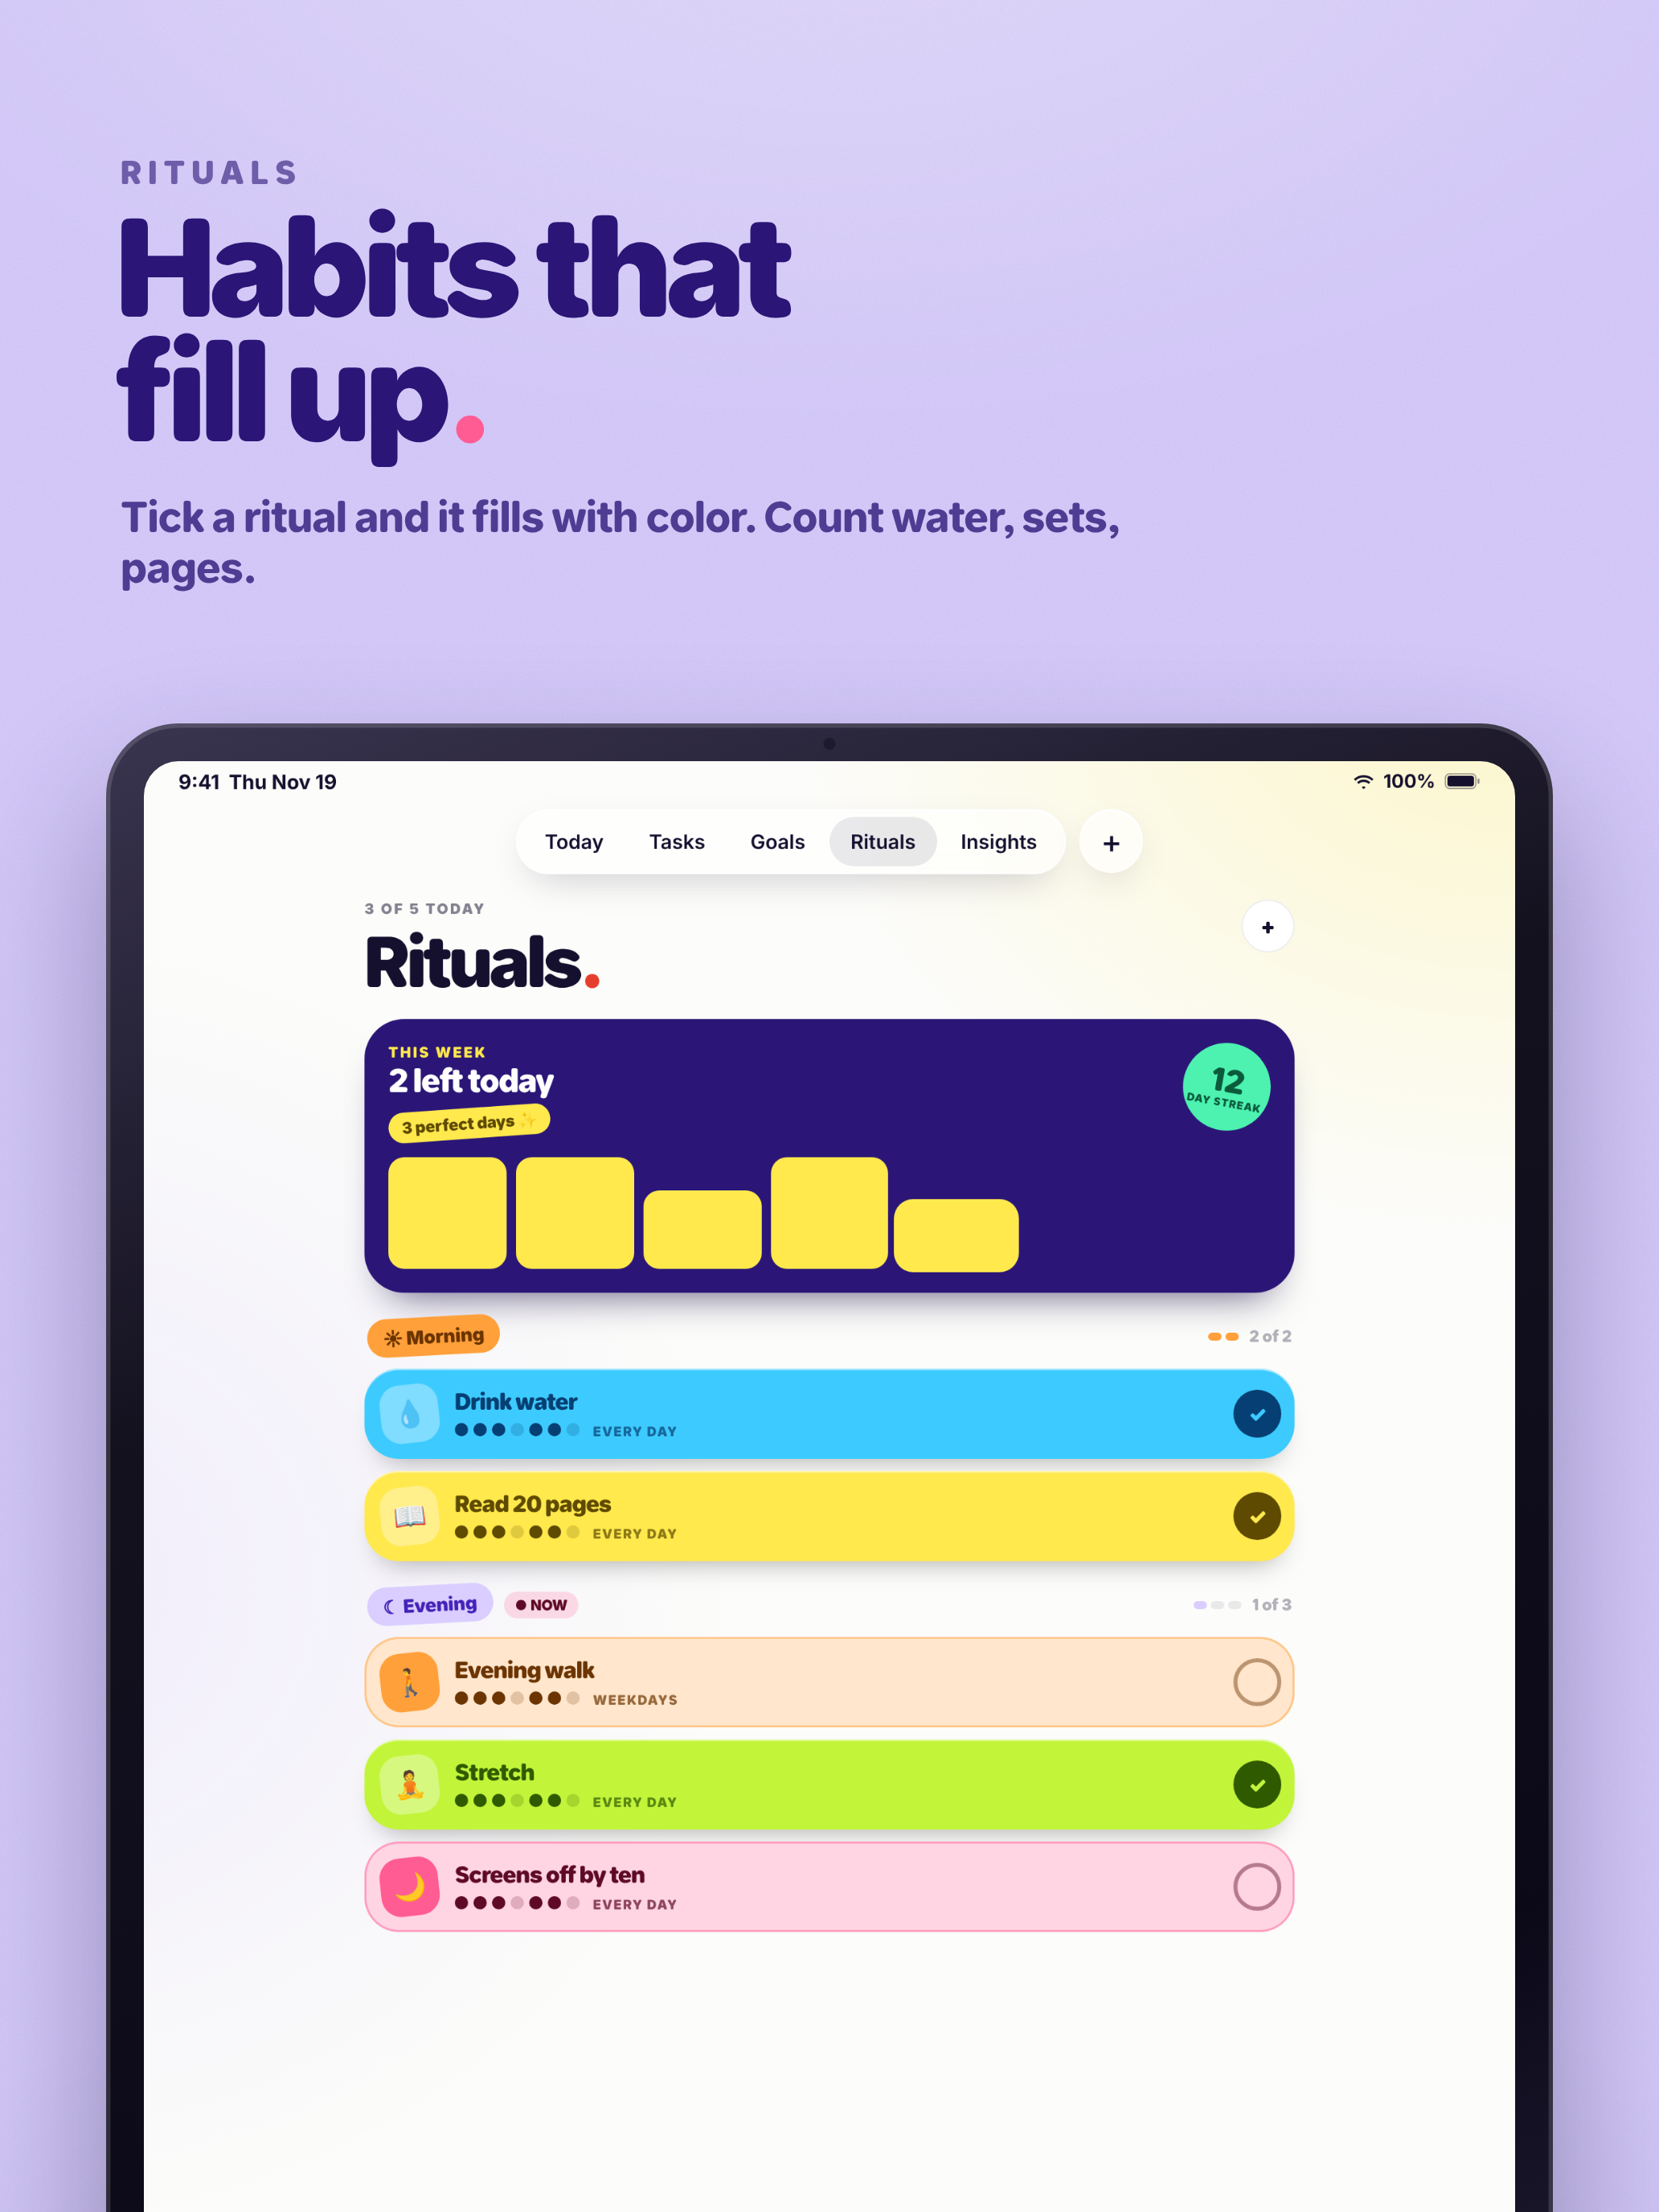 RITUALS
Habits that
fill up.
Tick a ritual and it fills with color. Count water, sets,
pages.
9:41 Thu Nov 19
100%
Today Tasks Goals Rituals Insights +
3 OF 5 TODAY
+
Rituals.
THIS WEEK
2 left today
3 perfect days ✨
12
DAY STREAK
☀ Morning
2 of 2
Drink water
EVERY DAY
Read 20 pages
EVERY DAY
☾ Evening
NOW
1 of 3
Evening walk
WEEKDAYS
Stretch
EVERY DAY
Screens off by ten
EVERY DAY